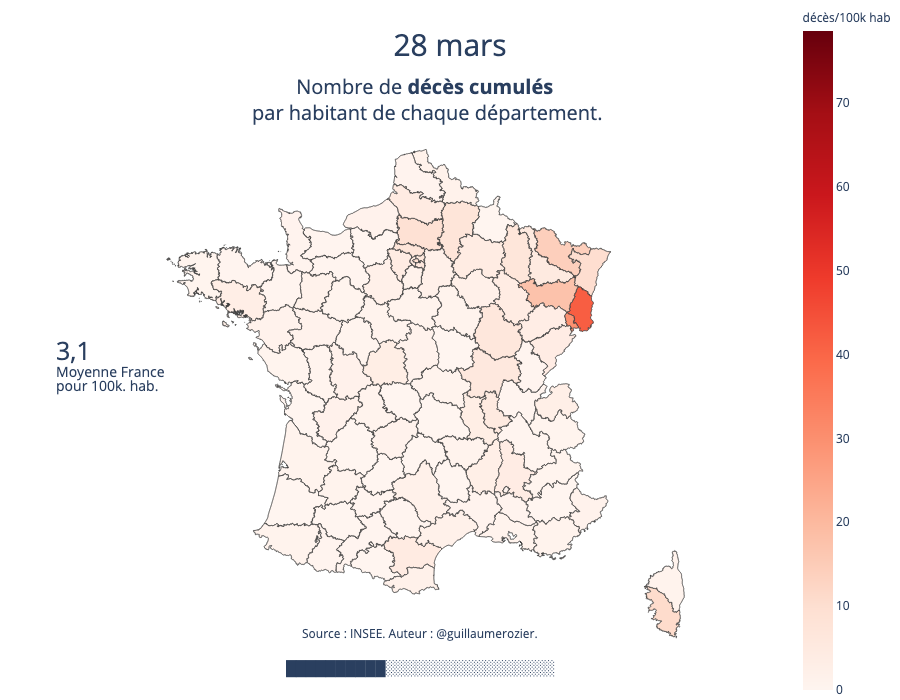 28 mars
Nombre de décès cumulés
par habitant de chaque département.
3,1
Moyenne France
pour 100k. hab.
décès/100k hab
70
60
50
40
30
20
10
0
Source : INSEE. Auteur : @guillaumerozier.